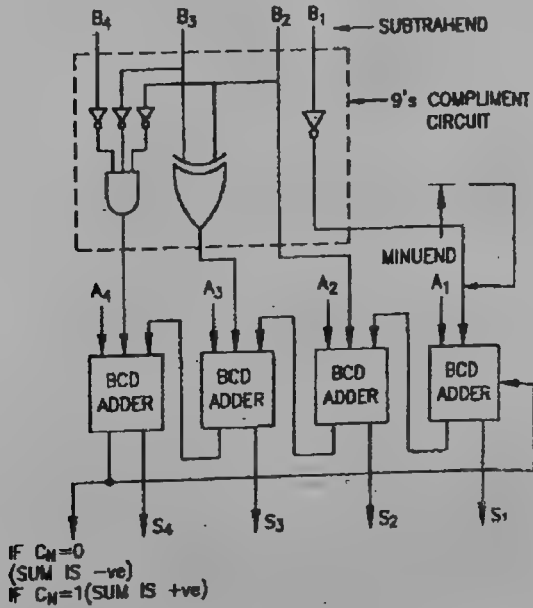 B4 B3 B2 B1
SUBTRAHEND
9's COMPLIMENT
CIRCUIT
MINUEND
A4 A3 A2 A1
BCD
ADDER
BCD
ADDER
BCD
ADDER
BCD
ADDER
S4 S3 S2 S1
IF CN=0
(SUM IS -ve)
IF CN=1(SUM IS +ve)